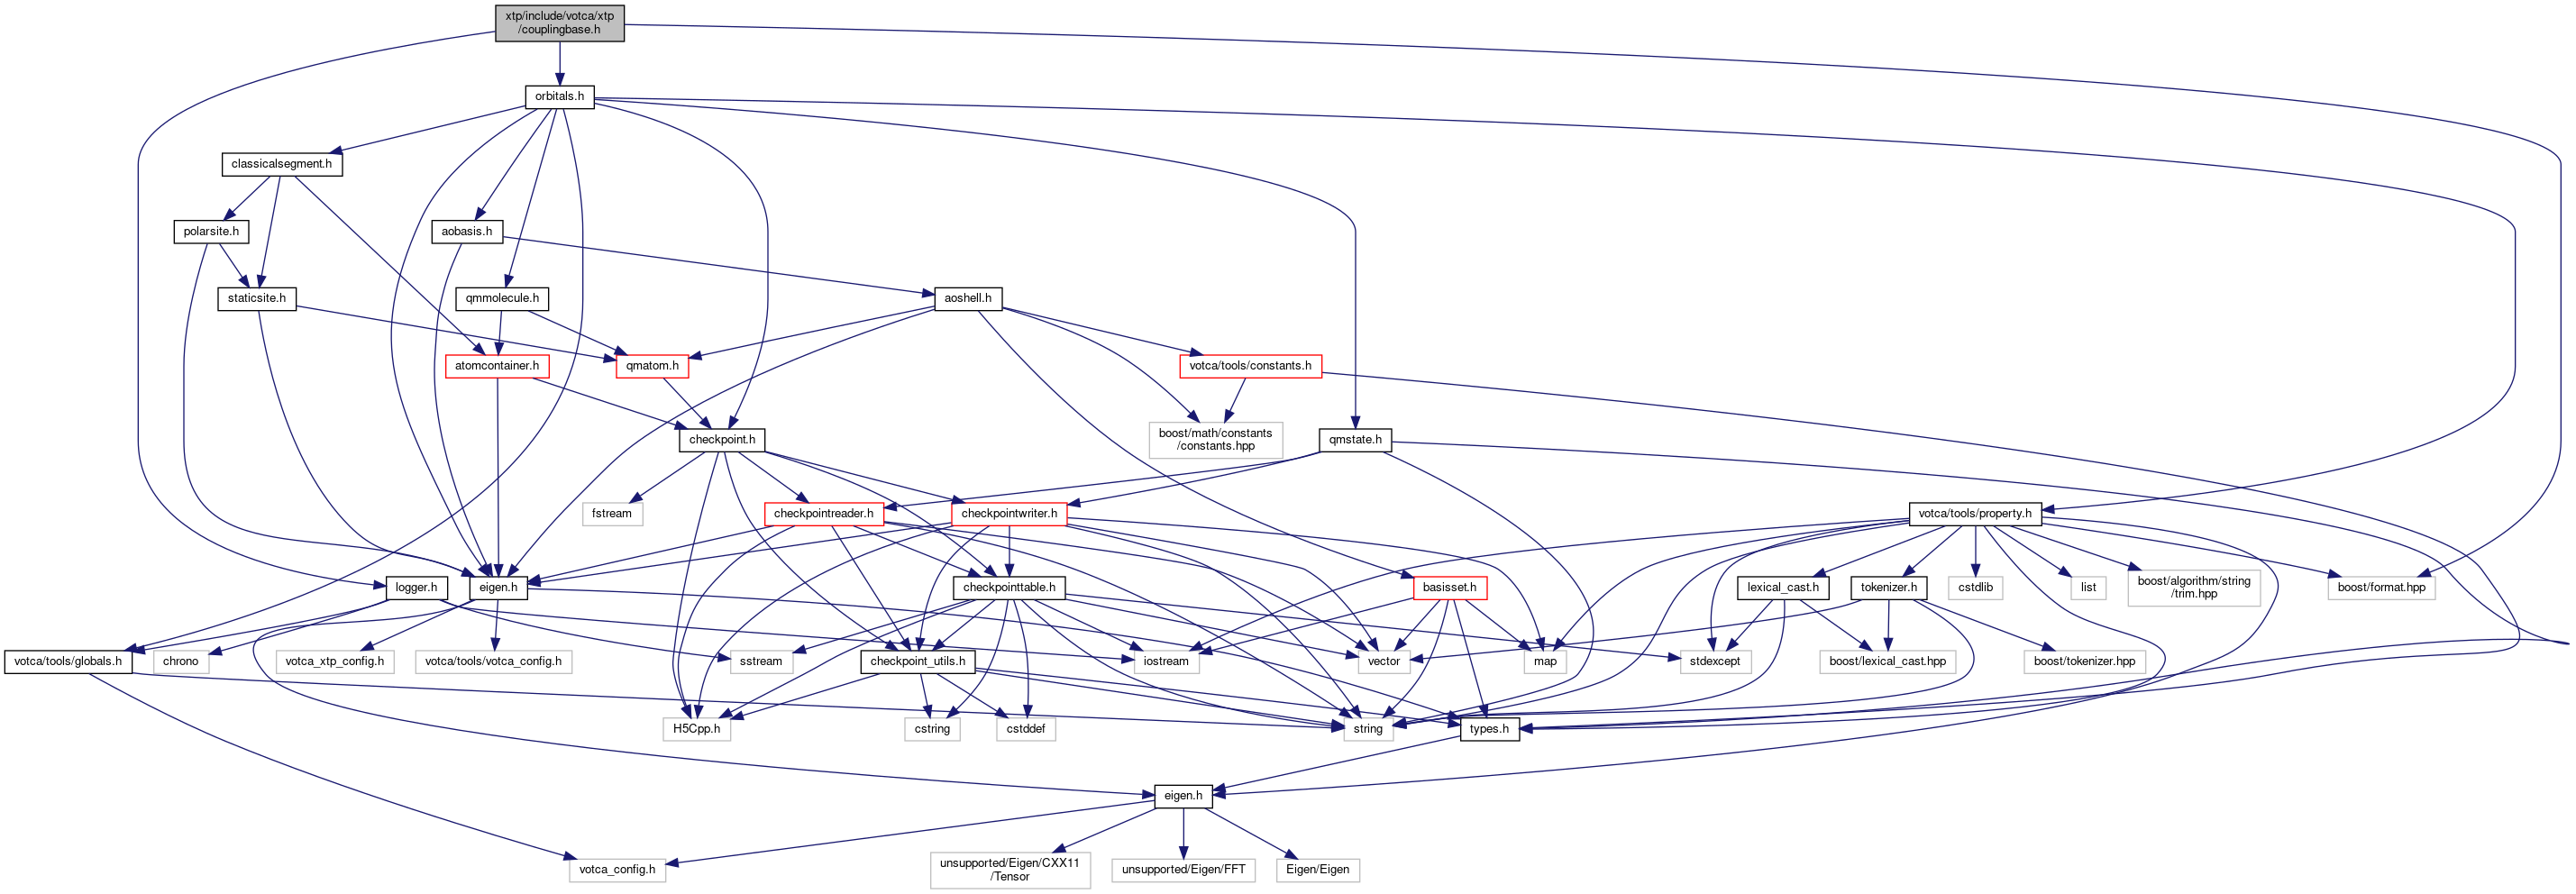 xtp/include/votca/xtp
/couplingbase.h
orbitals.h
classicalsegment.h
polarsite.h
aobasis.h
staticsite.h
qmmolecule.h
aoshell.h
atomcontainer.h
qmatom.h
votca/tools/constants.h
checkpoint.h
boost/math/constants
/constants.hpp
qmstate.h
fstream
checkpointreader.h
checkpointwriter.h
votca/tools/property.h
logger.h
eigen.h
checkpointtable.h
basisset.h
lexical_cast.h
tokenizer.h
cstdlib
list
boost/algorithm/string
/trim.hpp
boost/format.hpp
votca/tools/globals.h
chrono
votca_xtp_config.h
votca/tools/votca_config.h
sstream
checkpoint_utils.h
iostream
vector
map
stdexcept
boost/lexical_cast.hpp
boost/tokenizer.hpp
H5Cpp.h
cstring
cstddef
string
types.h
eigen.h
votca_config.h
unsupported/Eigen/CXX11
/Tensor
unsupported/Eigen/FFT
Eigen/Eigen